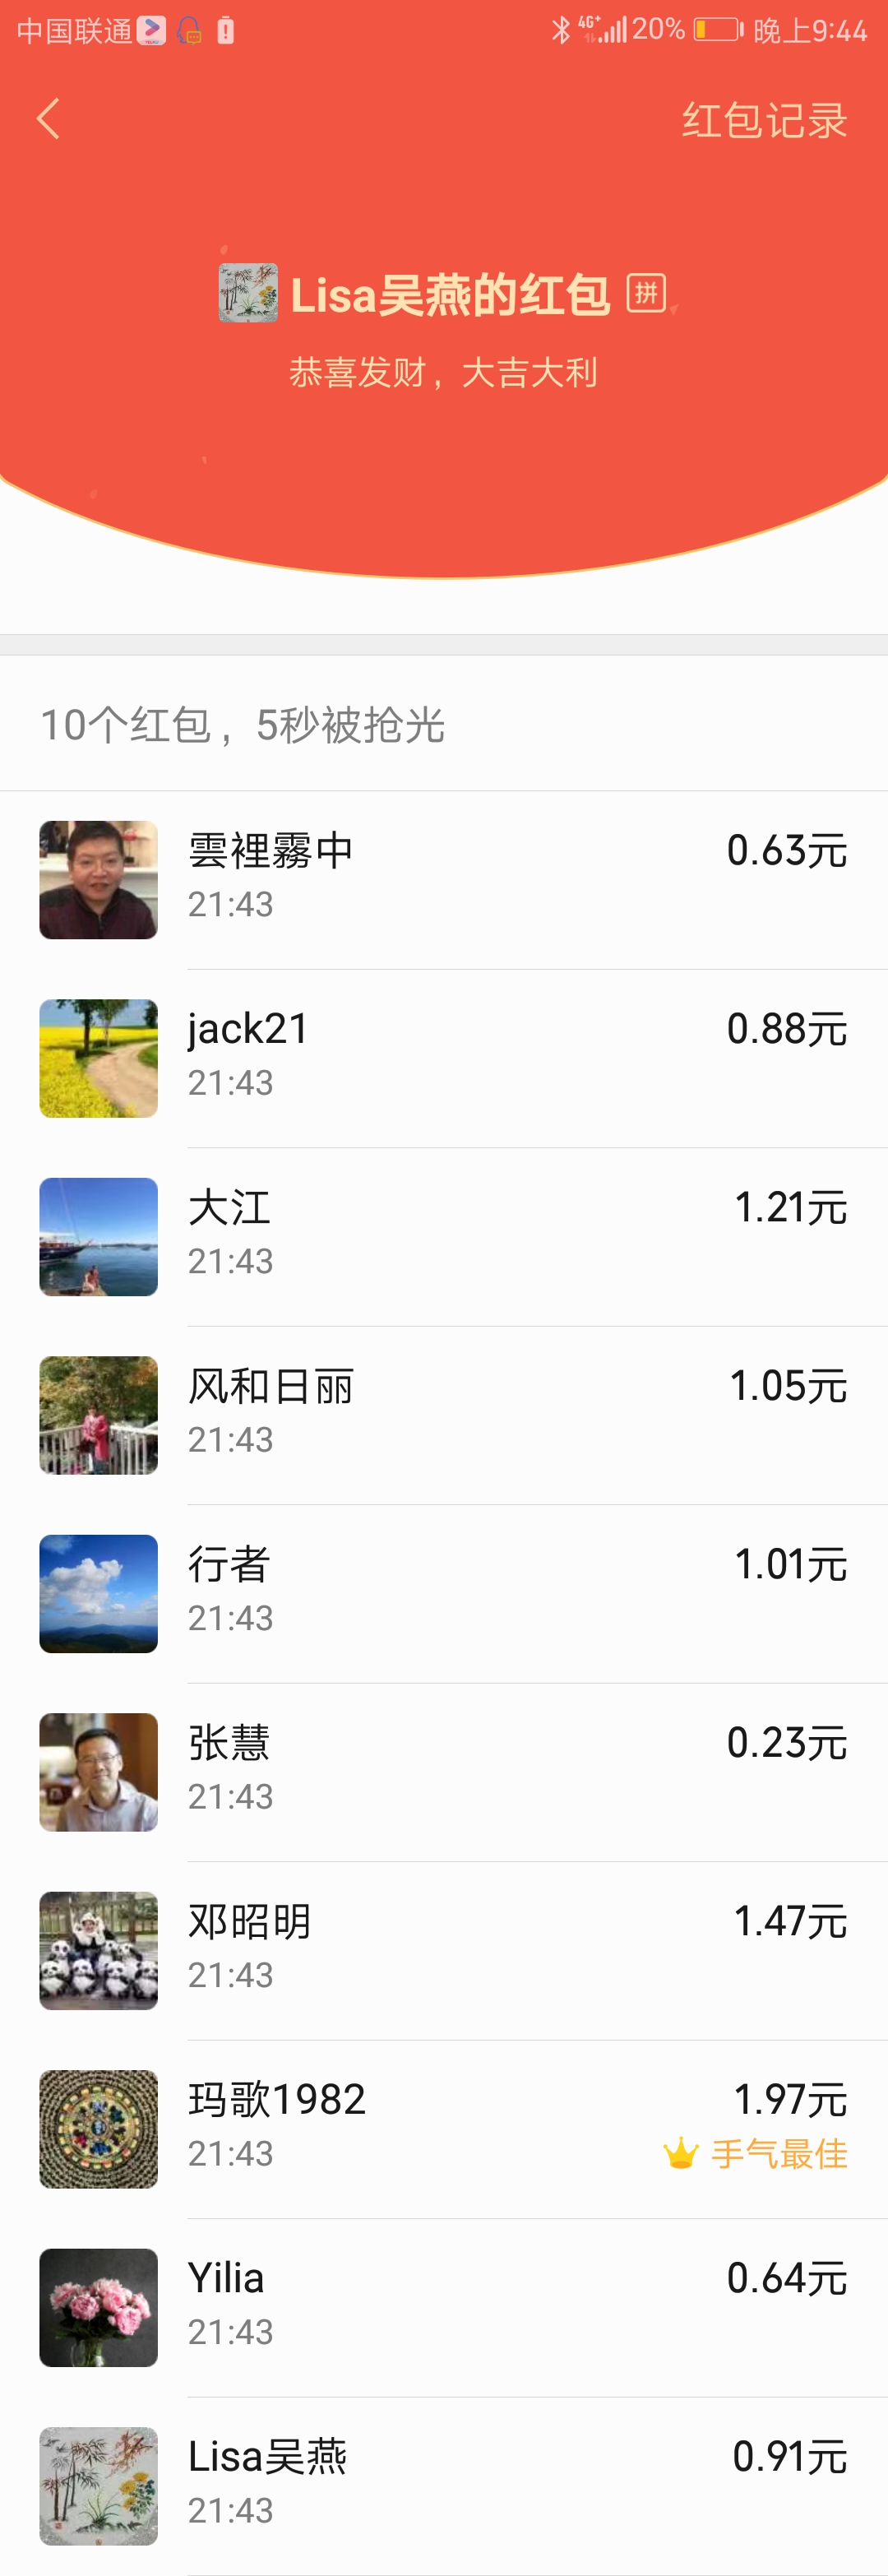 中国联通 4G+ 20% 晚上9:44
红包记录
Lisa吴燕的红包 拼
恭喜发财，大吉大利
10个红包，5秒被抢光
雲裡霧中 0.63元
21:43
jack21 0.88元
21:43
大江 1.21元
21:43
风和日丽 1.05元
21:43
行者 1.01元
21:43
张慧 0.23元
21:43
邓昭明 1.47元
21:43
玛歌1982 1.97元
21:43 手气最佳
Yilia 0.64元
21:43
Lisa吴燕 0.91元
21:43